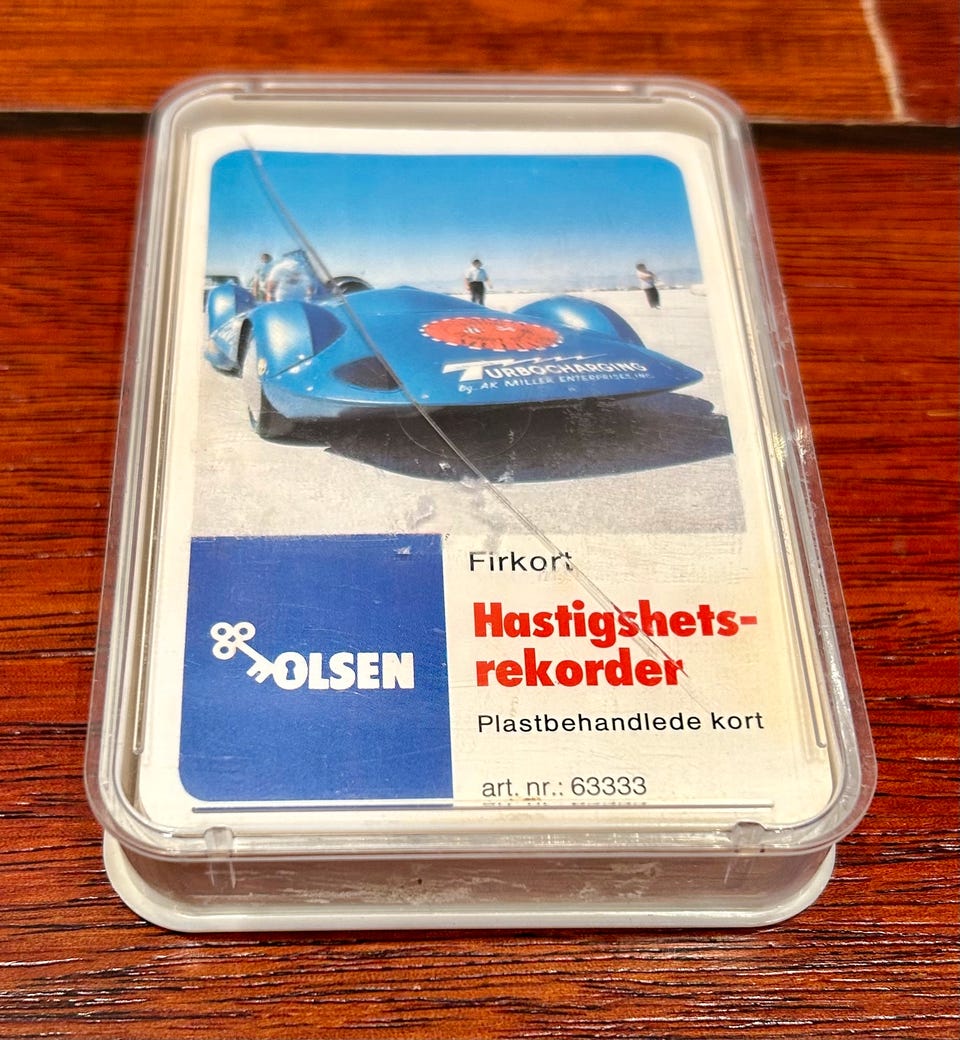 TURBOCHARGING
by AK MILLER ENTERPRISES, INC.
Firkort
Hastigshets-
rekorder
OLSEN
Plastbehandlede kort
art. nr.: 63333